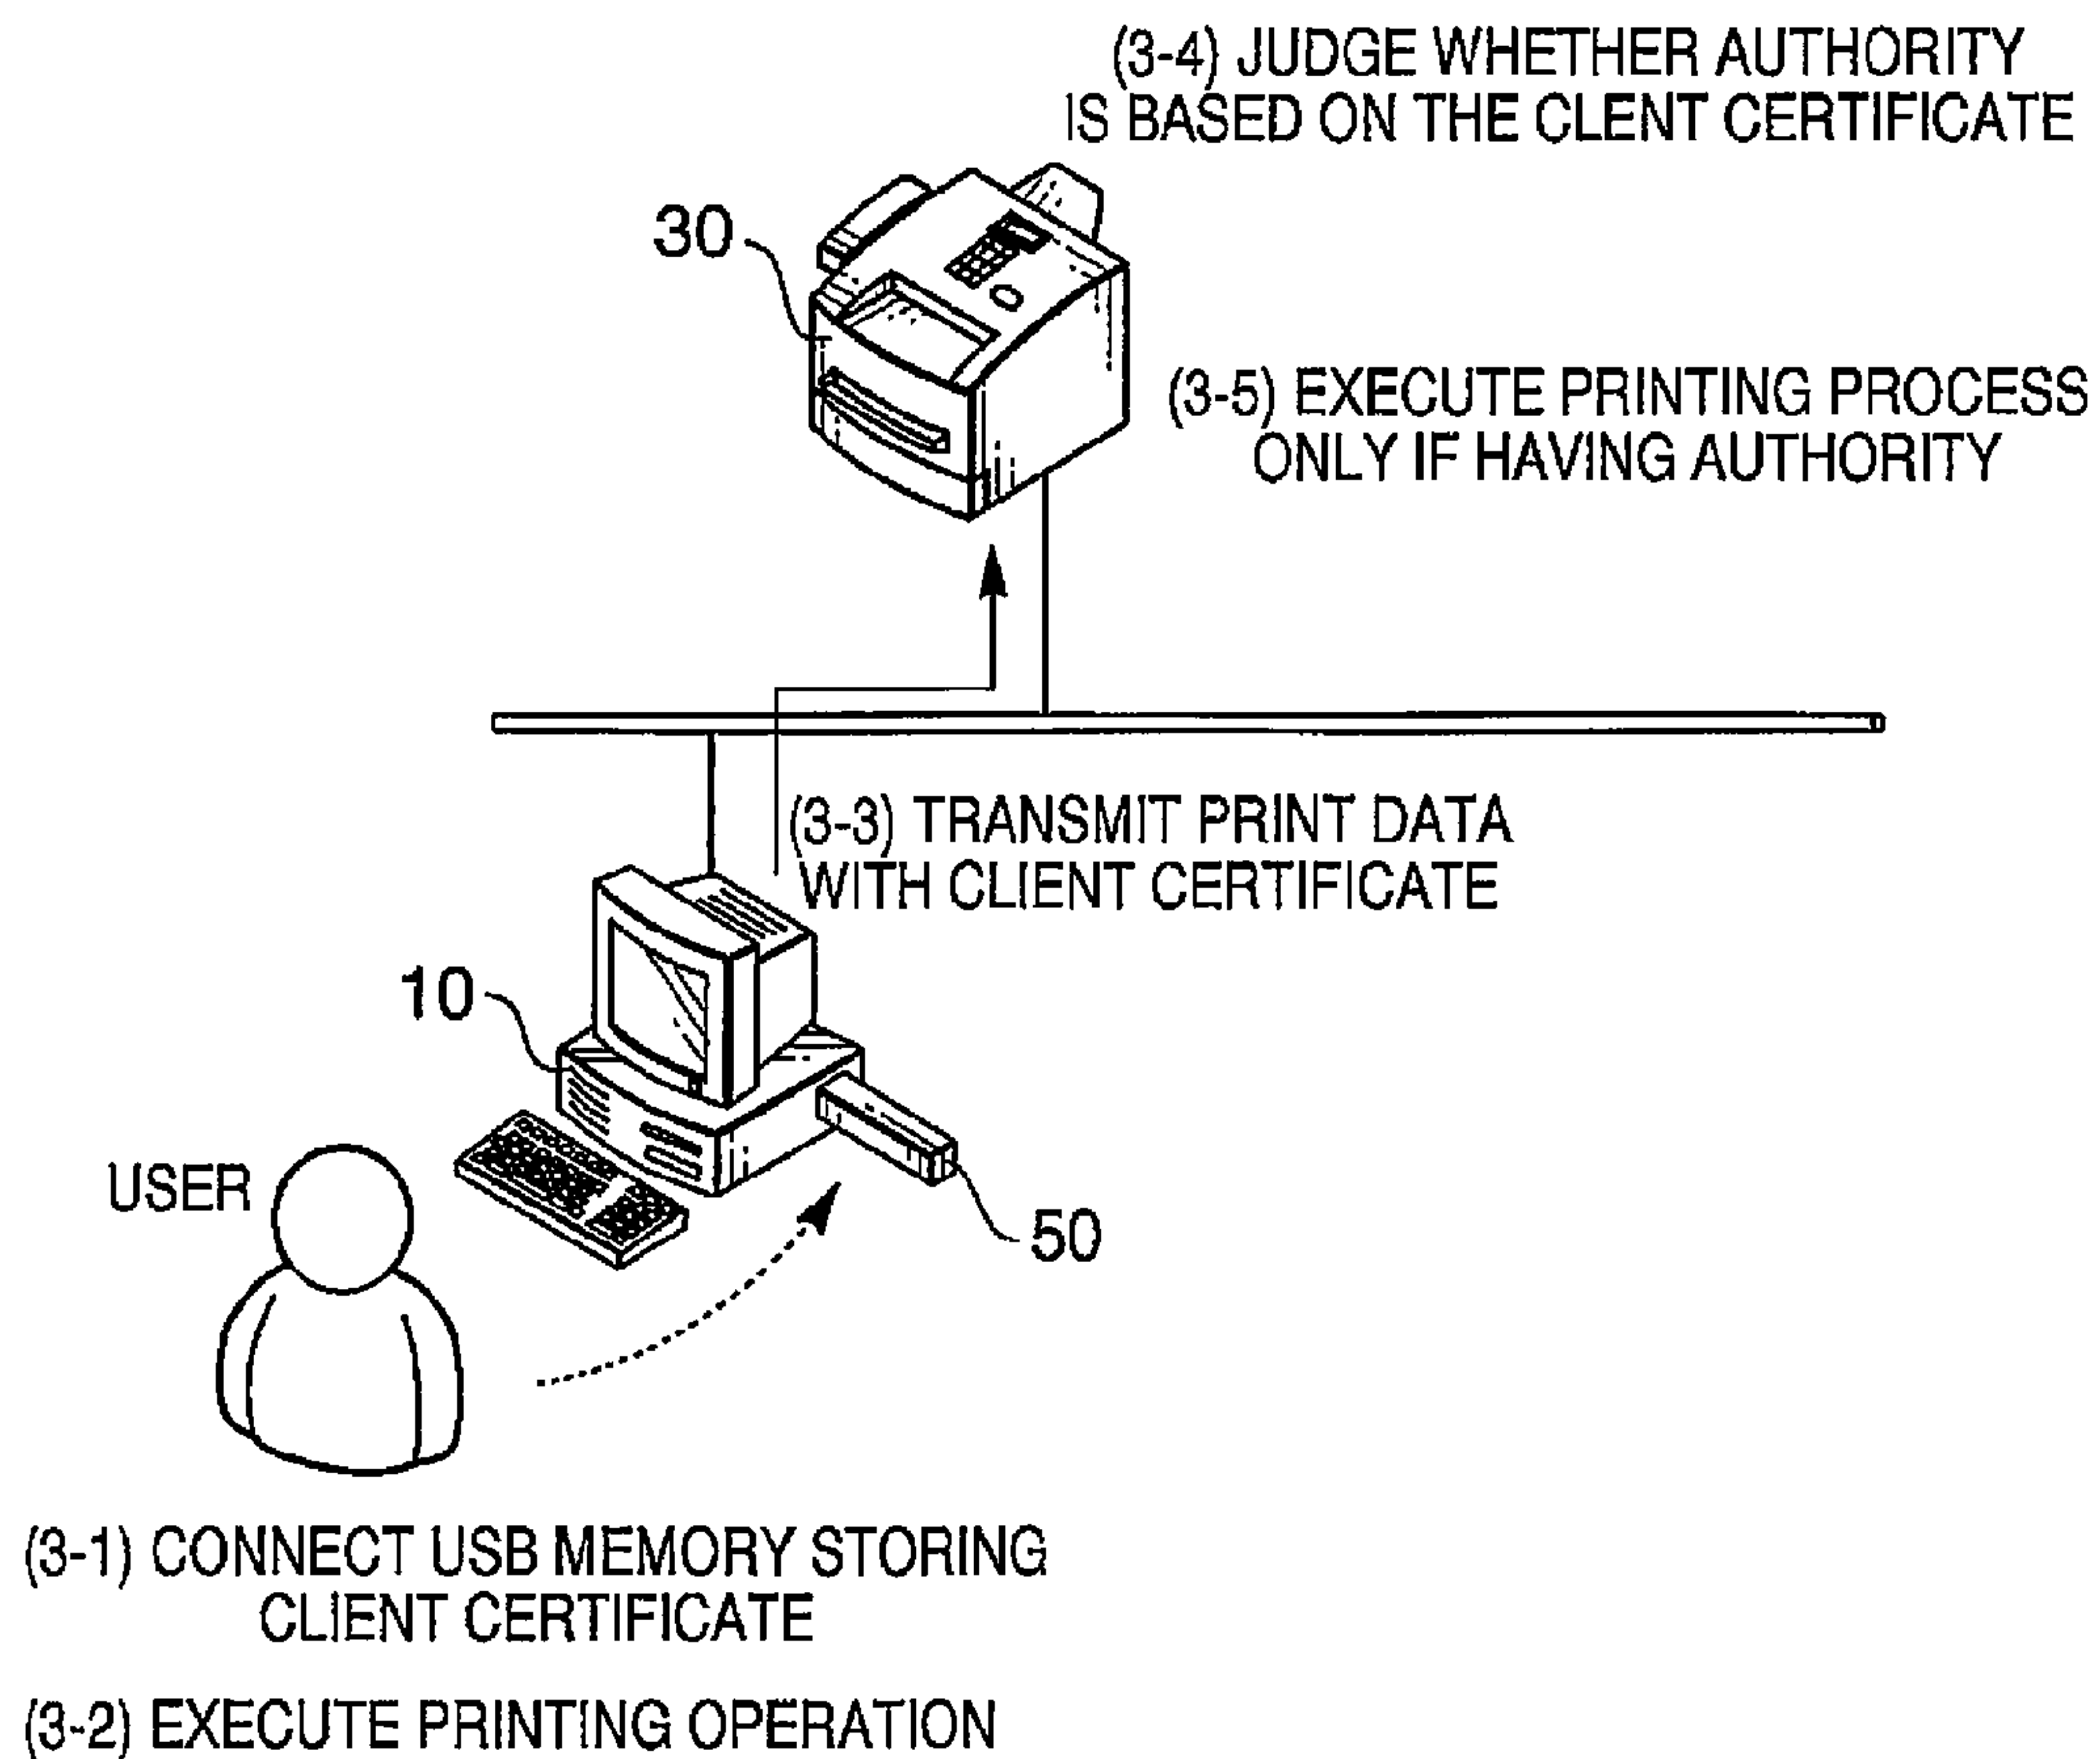 (3-4) JUDGE WHETHER AUTHORITY
IS BASED ON THE CLENT CERTIFICATE
30
(3-5) EXECUTE PRINTING PROCESS
ONLY IF HAVING AUTHORITY
(3-3) TRANSMIT PRINT DATA
WITH CLIENT CERTIFICATE
10
USER
50
(3-1) CONNECT USB MEMORY STORING
CLIENT CERTIFICATE
(3-2) EXECUTE PRINTING OPERATION